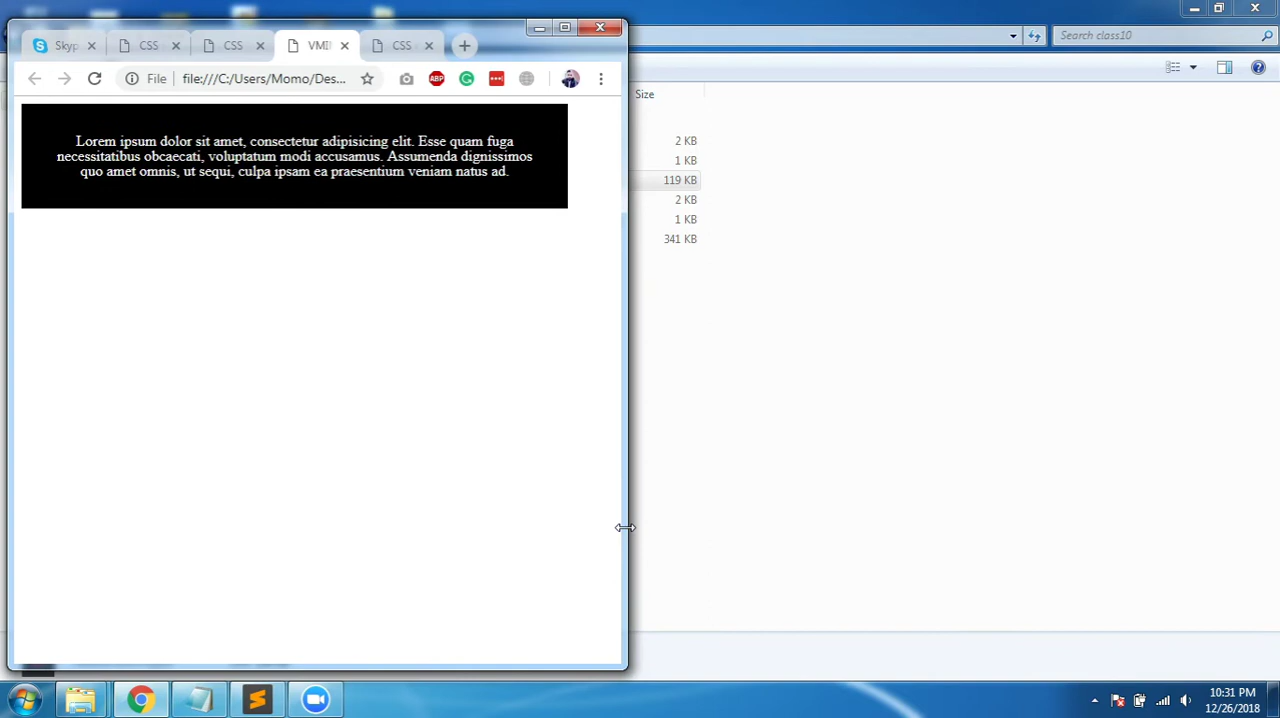 Skyp
CSS
CSS
VMI
CSS
File
file:///C:/Users/Momo/Des...
ABP
Search class10
Size
2 KB
1 KB
119 KB
2 KB
1 KB
341 KB
Lorem ipsum dolor sit amet, consectetur adipisicing elit. Esse quam fuga
necessitatibus obcaecati, voluptatum modi accusamus. Assumenda dignissimos
quo amet omnis, ut sequi, culpa ipsam ea praesentium veniam natus ad.
10:31 PM
12/26/2018